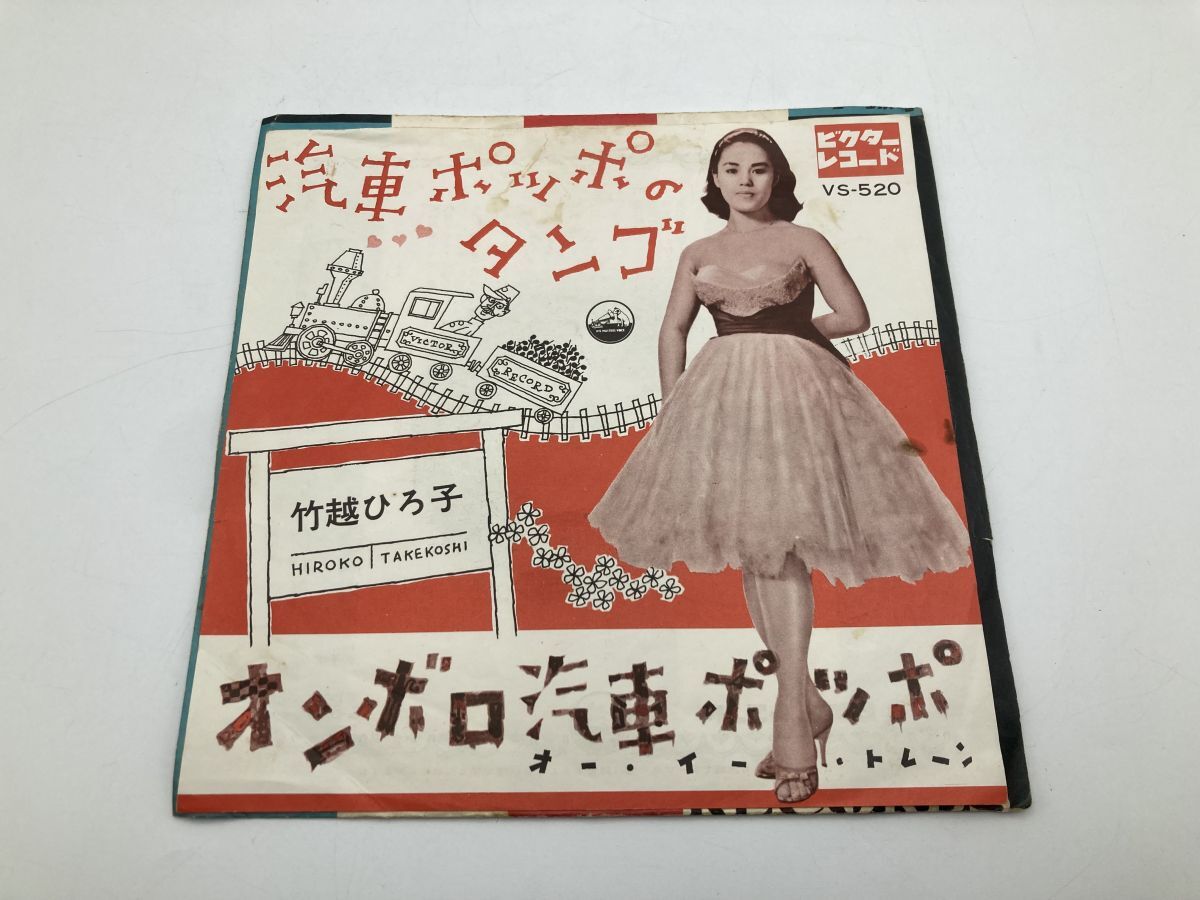 汽車ポッポの
タンゴ
ビクター
レコード
VS-520
VICTOR
RECORD
竹越ひろ子
HIROKO TAKEKOSHI
オンボロ汽車ポッポ
オー・イー・トレーン